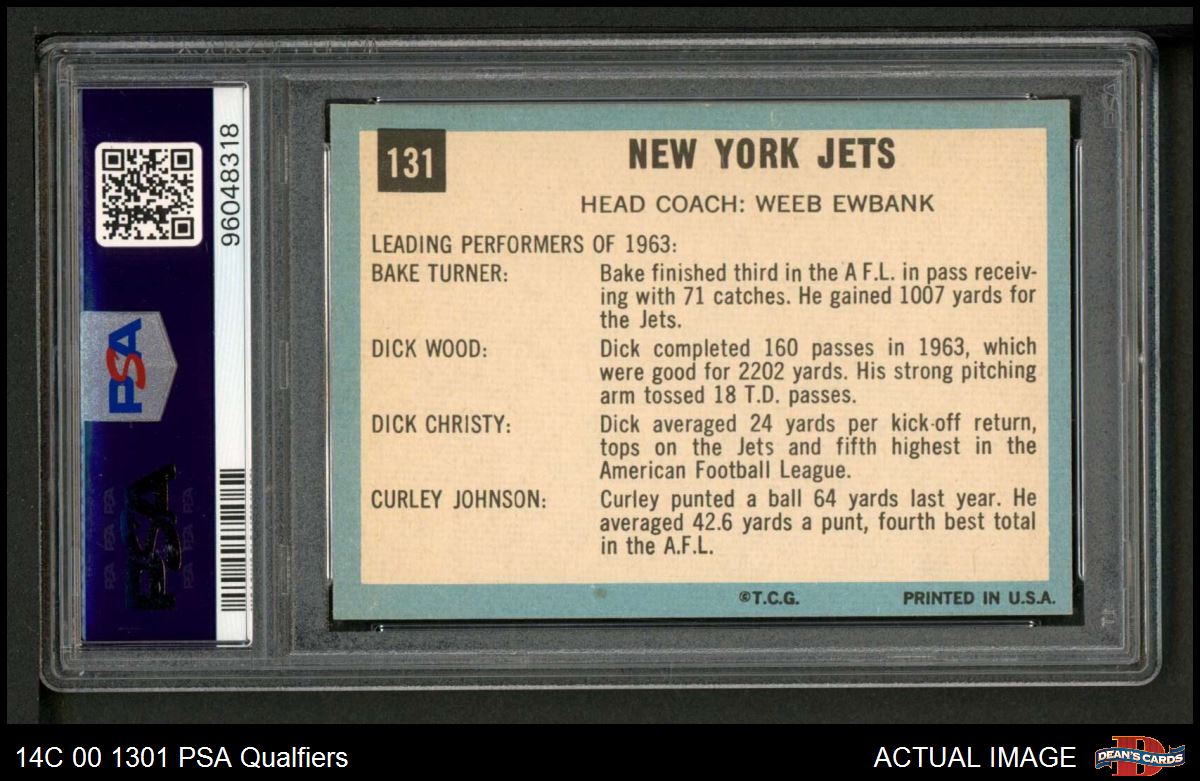 96048318
PSA
PSA
131
NEW YORK JETS
HEAD COACH: WEEB EWBANK
LEADING PERFORMERS OF 1963:
BAKE TURNER: Bake finished third in the A F.L. in pass receiv-
ing with 71 catches. He gained 1007 yards for
the Jets.
DICK WOOD: Dick completed 160 passes in 1963, which
were good for 2202 yards. His strong pitching
arm tossed 18 T.D. passes.
DICK CHRISTY: Dick averaged 24 yards per kick-off return,
tops on the Jets and fifth highest in the
American Football League.
CURLEY JOHNSON: Curley punted a ball 64 yards last year. He
averaged 42.6 yards a punt, fourth best total
in the A.F.L.
©T.C.G. PRINTED IN U.S.A.
14C 00 1301 PSA Qualfiers
ACTUAL IMAGE
DEAN'S CARDS